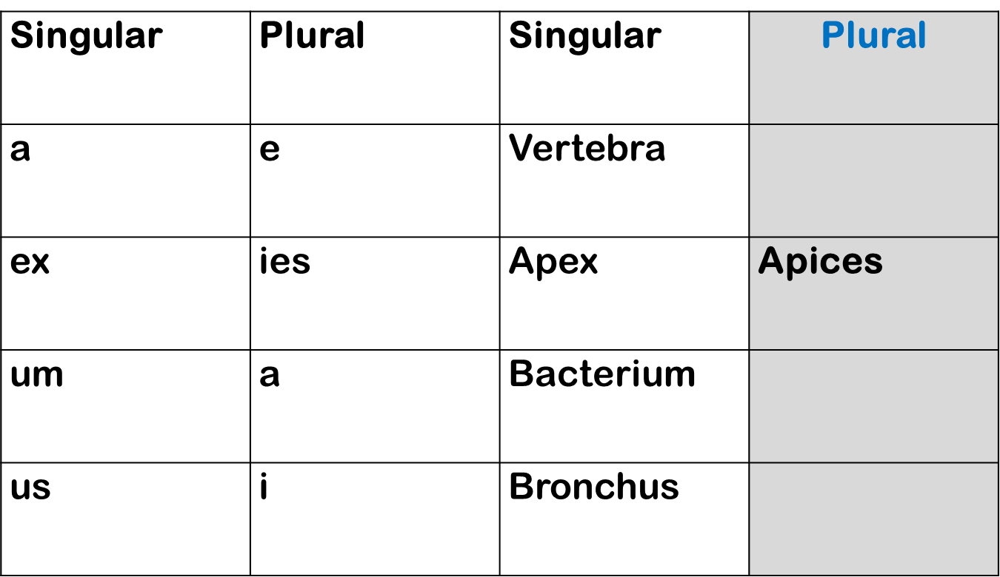 Singular Plural Singular Plural
a e Vertebra
ex ies Apex Apices
um a Bacterium
us i Bronchus